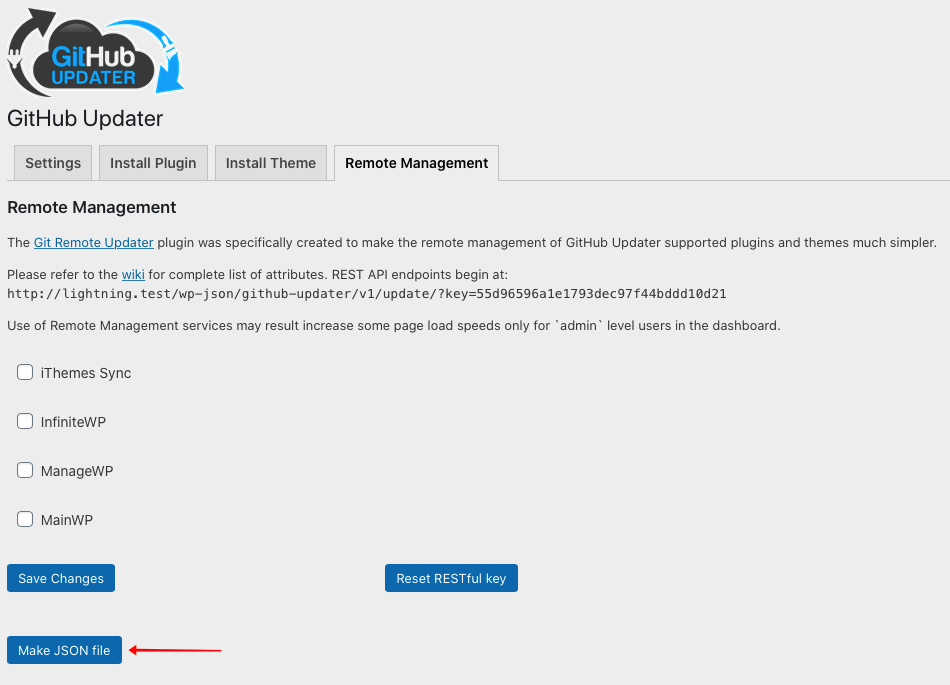 GitHub
UPDATER
GitHub Updater
Settings
Install Plugin
Install Theme
Remote Management
Remote Management
The Git Remote Updater plugin was specifically created to make the remote management of GitHub Updater supported plugins and themes much simpler.
Please refer to the wiki for complete list of attributes. REST API endpoints begin at:
http://lightning.test/wp-json/github-updater/v1/update/?key=55d96596a1e1793dec97f44bddd10d21
Use of Remote Management services may result increase some page load speeds only for `admin` level users in the dashboard.
iThemes Sync
InfiniteWP
ManageWP
MainWP
Save Changes
Reset RESTful key
Make JSON file